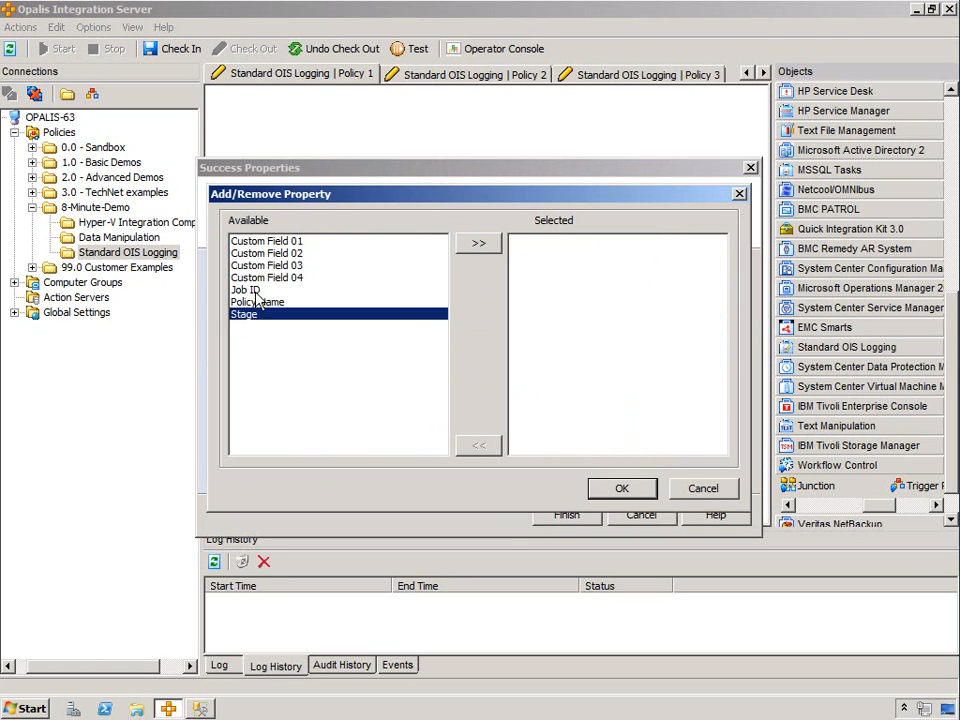 Opalis Integration Server
Actions Edit Options View Help
Start Stop Check In Check Out Undo Check Out Test Operator Console
Connections
Standard OIS Logging | Policy 1
Standard OIS Logging | Policy 2
Standard OIS Logging | Policy 3
Objects
OPALIS-63
Policies
0.0 - Sandbox
1.0 - Basic Demos
2.0 - Advanced Demos
3.0 - TechNet examples
8-Minute-Demo
Hyper-V Integration Comp
Data Manipulation
Standard OIS Logging
99.0 Customer Examples
Computer Groups
Action Servers
Global Settings
Success Properties
Add/Remove Property
Available
Selected
Custom Field 01
Custom Field 02
Custom Field 03
Custom Field 04
Job ID
Policy Name
Stage
>>
<<
OK
Cancel
Finish
Cancel
Help
HP Service Desk
HP Service Manager
Text File Management
Microsoft Active Directory 2
MSSQL Tasks
Netcool/OMNIbus
BMC PATROL
Quick Integration Kit 3.0
BMC Remedy AR System
System Center Configuration Ma
Microsoft Operations Manager 2
System Center Service Manager
EMC Smarts
Standard OIS Logging
System Center Data Protection M
System Center Virtual Machine M
IBM Tivoli Enterprise Console
Text Manipulation
IBM Tivoli Storage Manager
Workflow Control
Junction
Trigger F
Veritas NetBackup
Log History
Start Time
End Time
Status
Log
Log History
Audit History
Events
Start